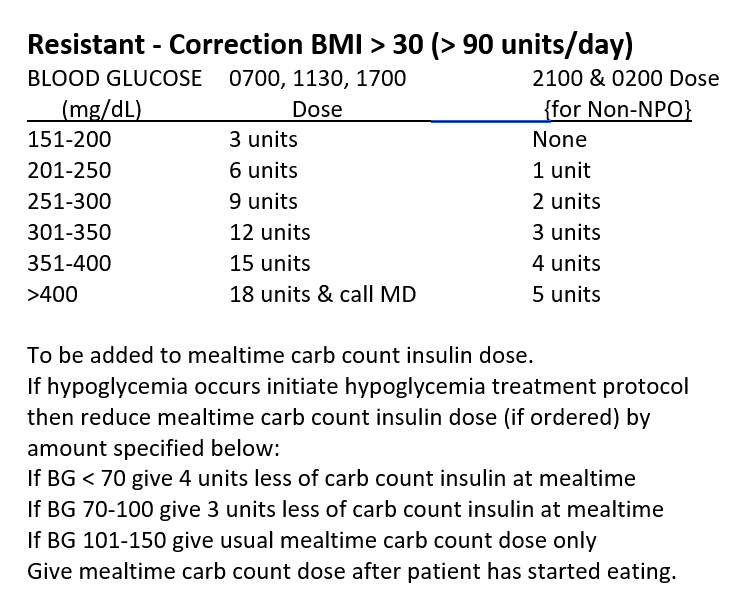 Resistant - Correction BMI > 30 (> 90 units/day)
BLOOD GLUCOSE 0700, 1130, 1700 2100 & 0200 Dose
(mg/dL) Dose {for Non-NPO}
151-200 3 units None
201-250 6 units 1 unit
251-300 9 units 2 units
301-350 12 units 3 units
351-400 15 units 4 units
>400 18 units & call MD 5 units
To be added to mealtime carb count insulin dose.
If hypoglycemia occurs initiate hypoglycemia treatment protocol
then reduce mealtime carb count insulin dose (if ordered) by
amount specified below:
If BG < 70 give 4 units less of carb count insulin at mealtime
If BG 70-100 give 3 units less of carb count insulin at mealtime
If BG 101-150 give usual mealtime carb count dose only
Give mealtime carb count dose after patient has started eating.